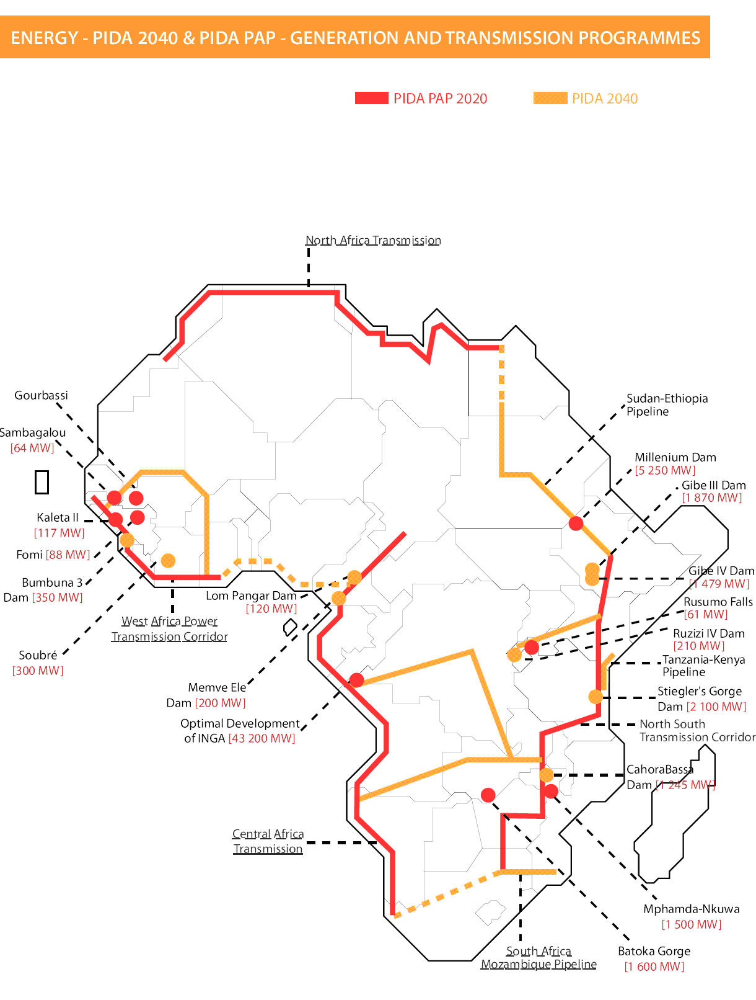 ENERGY - PIDA 2040 & PIDA PAP - GENERATION AND TRANSMISSION PROGRAMMES
PIDA PAP 2020
PIDA 2040
North Africa Transmission
Gourbassi
Sambagalou
[64 MW]
Kaleta II
[117 MW]
Fomi [88 MW]
Bumbuna 3
Dam [350 MW]
Soubré
[300 MW]
West Africa Power
Transmission Corridor
Lom Pangar Dam
[120 MW]
Memve Ele
Dam [200 MW]
Optimal Development
of INGA [43 200 MW]
Central Africa
Transmission
Sudan-Ethiopia
Pipeline
Millenium Dam
[5 250 MW]
Gibe III Dam
[1 870 MW]
Gibe IV Dam
[1 479 MW]
Rusumo Falls
[61 MW]
Ruzizi IV Dam
[210 MW]
Tanzania-Kenya
Pipeline
Stiegler's Gorge
Dam [2 100 MW]
North South
Transmission Corridor
CahoraBassa
Dam [1 245 MW]
Mphamda-Nkuwa
[1 500 MW]
Batoka Gorge
[1 600 MW]
South Africa
Mozambique Pipeline